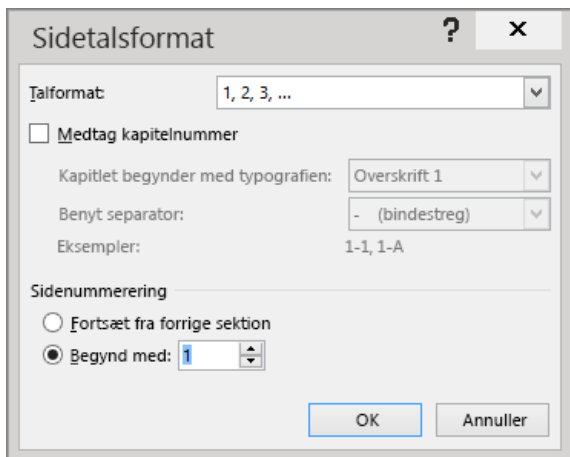 Sidetalsformat ? x
Talformat: 1, 2, 3, ...
Medtag kapitelnummer
Kapitlet begynder med typografien: Overskrift 1
Benyt separator: - (bindestreg)
Eksempler: 1-1, 1-A
Sidenummerering
Fortsæt fra forrige sektion
Begynd med: 1
OK Annuller